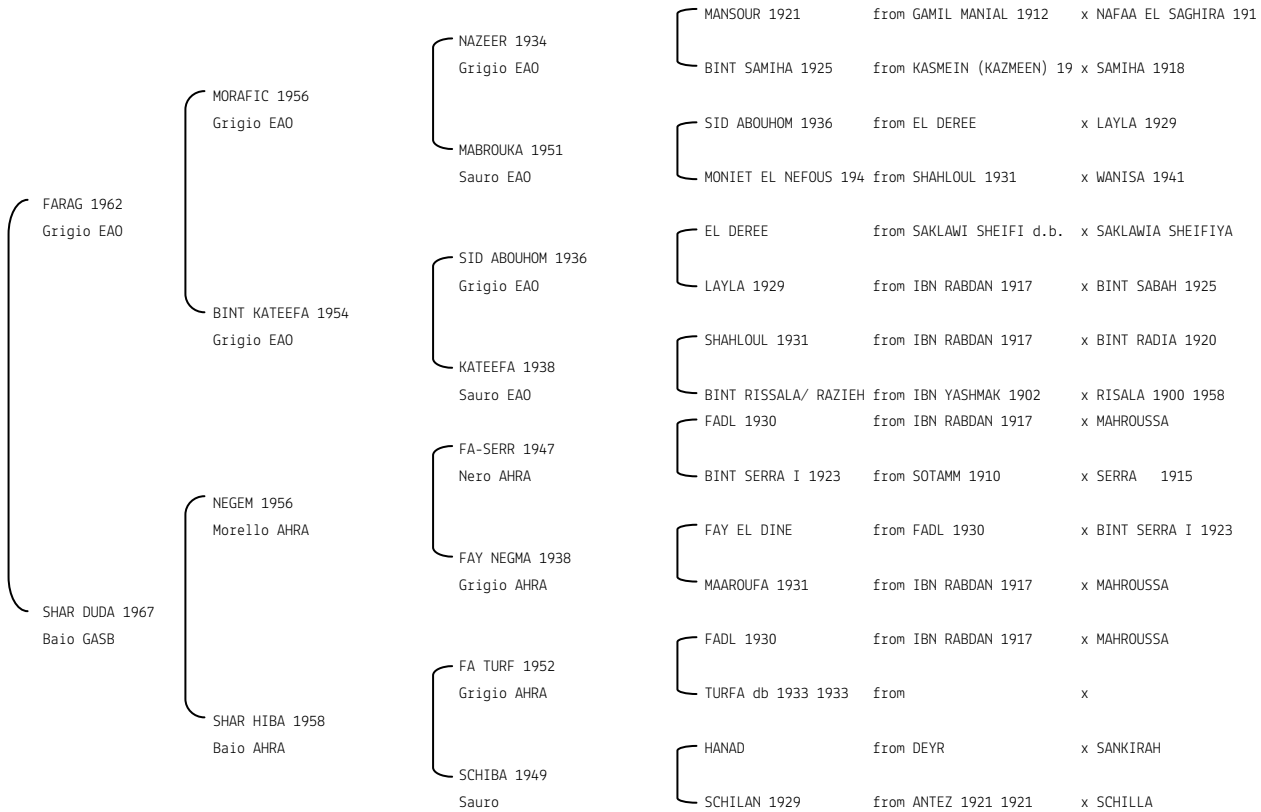 MANSOUR 1921 from GAMIL MANIAL 1912 x NAFAA EL SAGHIRA 191
NAZEER 1934
Grigio EAO
BINT SAMIHA 1925 from KASMEIN (KAZMEEN) 19 x SAMIHA 1918
MORAFIC 1956
Grigio EAO
SID ABOUHOM 1936 from EL DEREE x LAYLA 1929
MABROUKA 1951
Sauro EAO
MONIET EL NEFOUS 194 from SHAHLOUL 1931 x WANISA 1941
FARAG 1962
Grigio EAO
EL DEREE from SAKLAWI SHEIFI d.b. x SAKLAWIA SHEIFIYA
SID ABOUHOM 1936
Grigio EAO
LAYLA 1929 from IBN RABDAN 1917 x BINT SABAH 1925
BINT KATEEFA 1954
Grigio EAO
SHAHLOUL 1931 from IBN RABDAN 1917 x BINT RADIA 1920
KATEEFA 1938
Sauro EAO
BINT RISSALA/ RAZIEH from IBN YASHMAK 1902 x RISALA 1900 1958
FADL 1930 from IBN RABDAN 1917 x MAHROUSSA
FA-SERR 1947
Nero AHRA
BINT SERRA I 1923 from SOTAMM 1910 x SERRA 1915
NEGEM 1956
Morello AHRA
FAY EL DINE from FADL 1930 x BINT SERRA I 1923
FAY NEGMA 1938
Grigio AHRA
MAAROUFA 1931 from IBN RABDAN 1917 x MAHROUSSA
SHAR DUDA 1967
Baio GASB
FADL 1930 from IBN RABDAN 1917 x MAHROUSSA
FA TURF 1952
Grigio AHRA
TURFA db 1933 1933 from x
SHAR HIBA 1958
Baio AHRA
HANAD from DEYR x SANKIRAH
SCHIBA 1949
Sauro
SCHILAN 1929 from ANTEZ 1921 1921 x SCHILLA